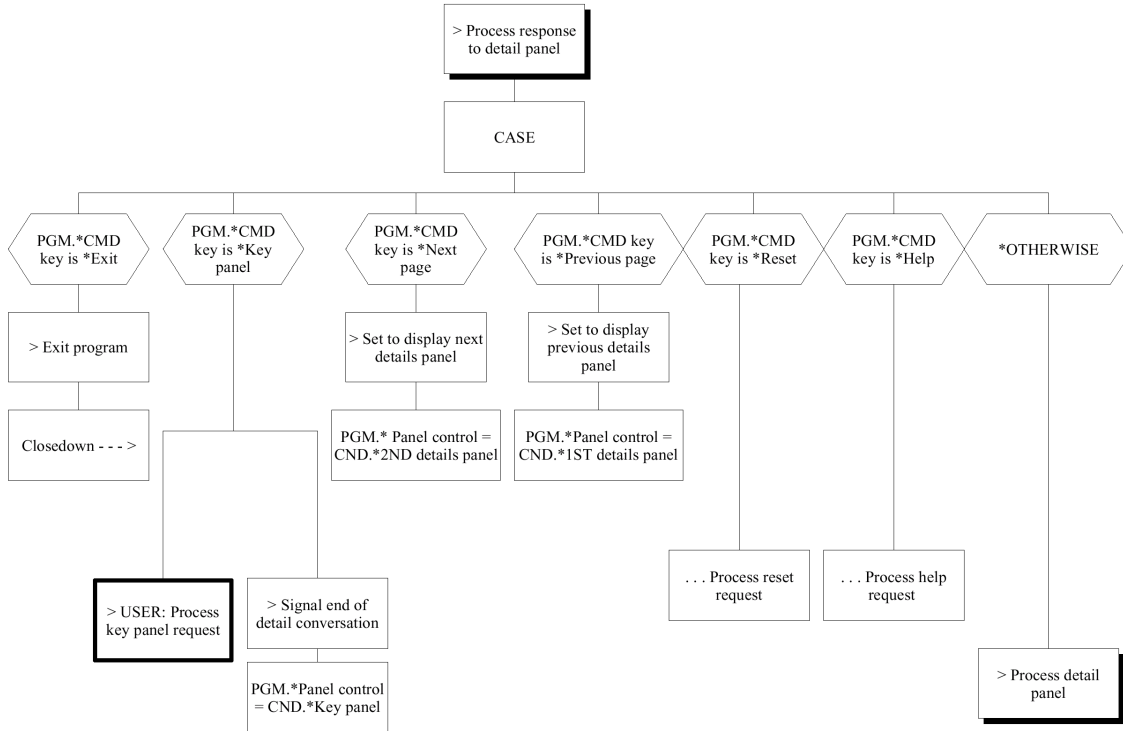 > Process response
to detail panel
CASE
PGM.*CMD
key is *Exit
PGM.*CMD
key is *Key
panel
PGM.*CMD
key is *Next
page
PGM.*CMD key
is *Previous page
PGM.*CMD
key is *Reset
PGM.*CMD
key is *Help
*OTHERWISE
> Exit program
> Set to display next
details panel
> Set to display
previous details
panel
Closedown - - - >
PGM.* Panel control =
CND.*2ND details panel
PGM.*Panel control =
CND.*1ST details panel
. . . Process reset
request
. . . Process help
request
> USER: Process
key panel request
> Signal end of
detail conversation
> Process detail
panel
PGM.*Panel control
= CND.*Key panel